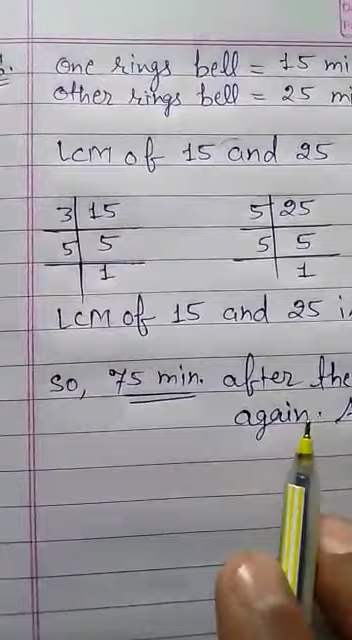 One rings bell = 15 mi
Other rings bell = 25 mi
LCM of 15 and 25
3 15
5 5
1
5 25
5 5
1
LCM of 15 and 25 i
so, 75 min. after the
again.